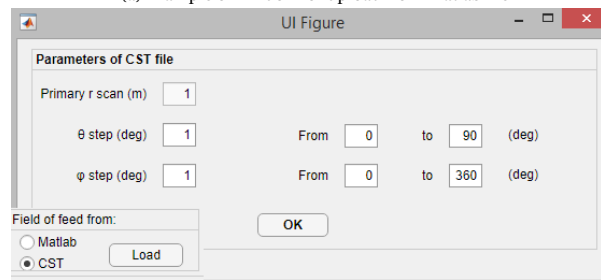 UI Figure
Parameters of CST file
Primary r scan (m) 1
θ step (deg) 1 From 0 to 90 (deg)
φ step (deg) 1 From 0 to 360 (deg)
Field of feed from:
OK
Matlab
Load
CST